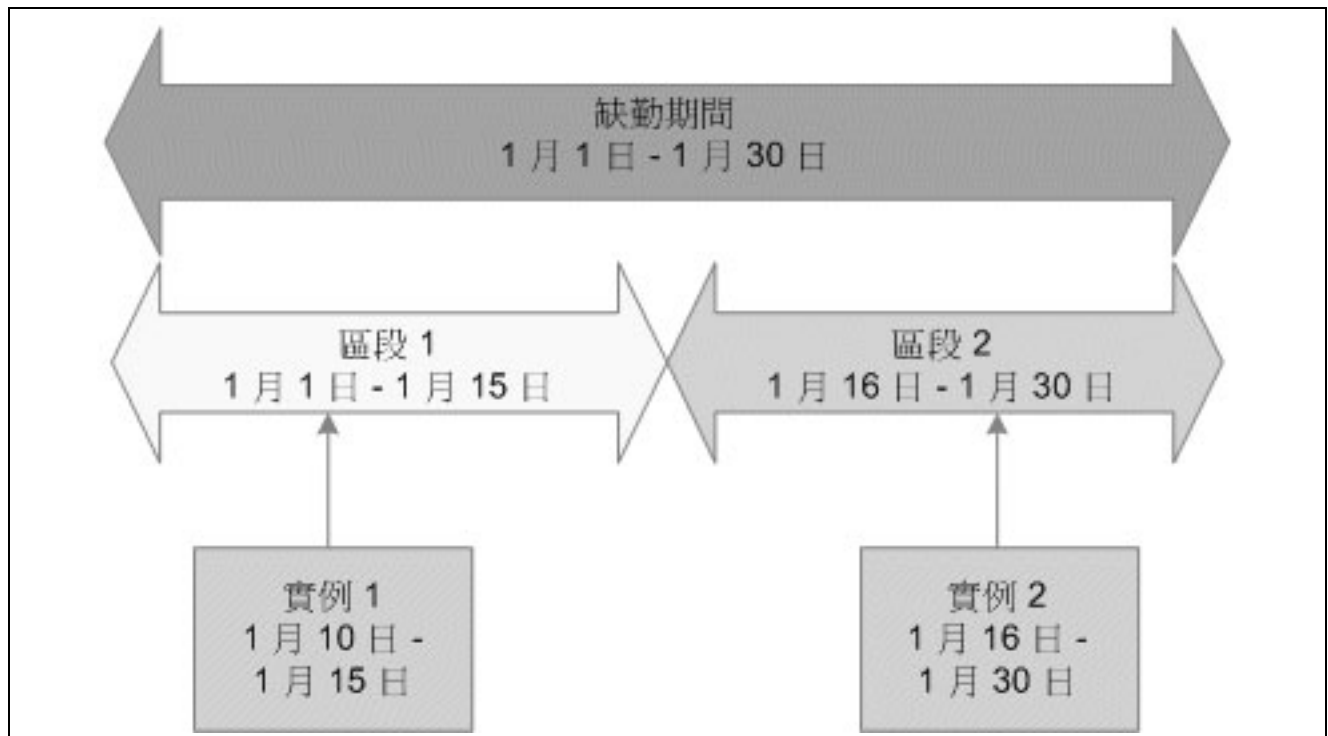 缺勤期間
1 月 1 日 - 1 月 30 日
區段 1
1 月 1 日 - 1 月 15 日
區段 2
1 月 16 日 - 1 月 30 日
實例 1
1 月 10 日 -
1 月 15 日
實例 2
1 月 16 日 -
1 月 30 日